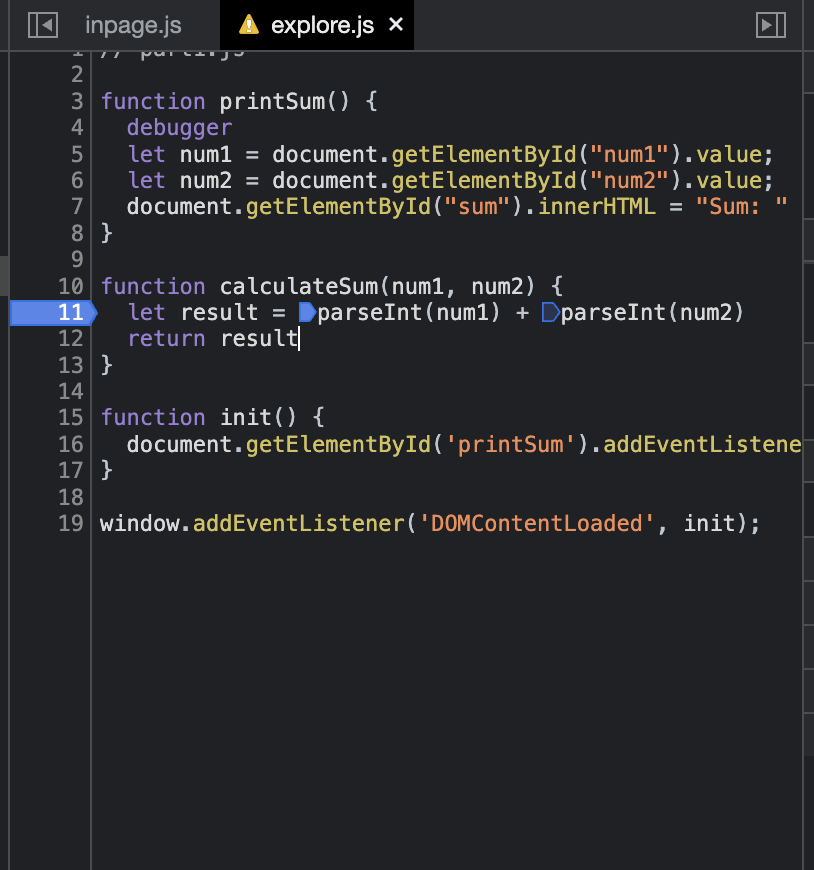 inpage.js
explore.js ×
1 // part1.js
2
3 function printSum() {
4 debugger
5 let num1 = document.getElementById("num1").value;
6 let num2 = document.getElementById("num2").value;
7 document.getElementById("sum").innerHTML = "Sum: "
8 }
9
10 function calculateSum(num1, num2) {
11 let result = parseInt(num1) + parseInt(num2)
12 return result
13 }
14
15 function init() {
16 document.getElementById('printSum').addEventListene
17 }
18
19 window.addEventListener('DOMContentLoaded', init);